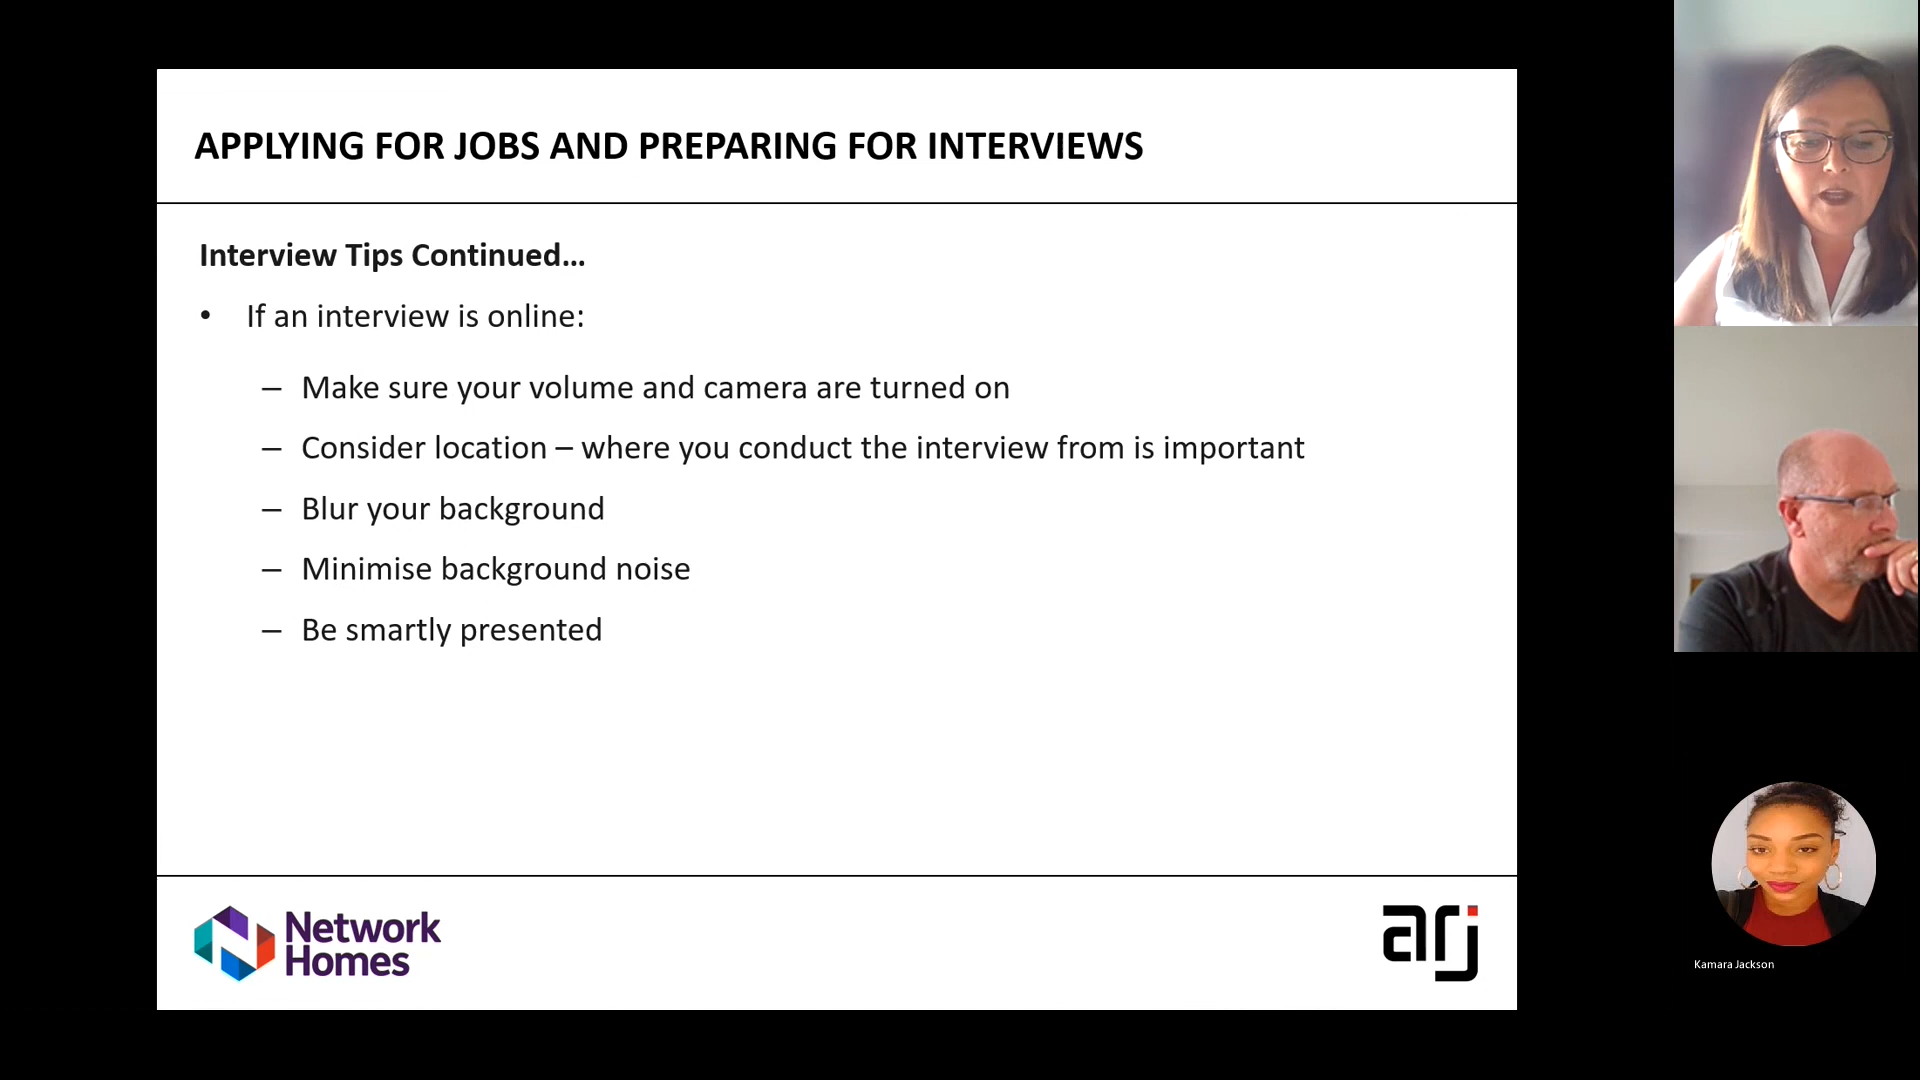 APPLYING FOR JOBS AND PREPARING FOR INTERVIEWS
Interview Tips Continued…
• If an interview is online:
– Make sure your volume and camera are turned on
– Consider location – where you conduct the interview from is important
– Blur your background
– Minimise background noise
– Be smartly presented
Network
Homes
arj
Kamara Jackson